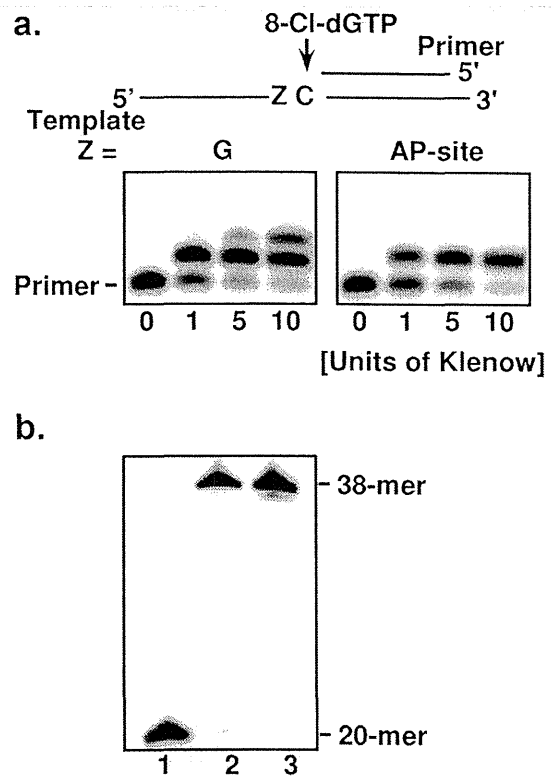 a.
8-Cl-dGTP
Primer
5'
5' Z C 3'
Template
Z = G AP-site
Primer
0 1 5 10 0 1 5 10
[Units of Klenow]
b.
38-mer
20-mer
1 2 3